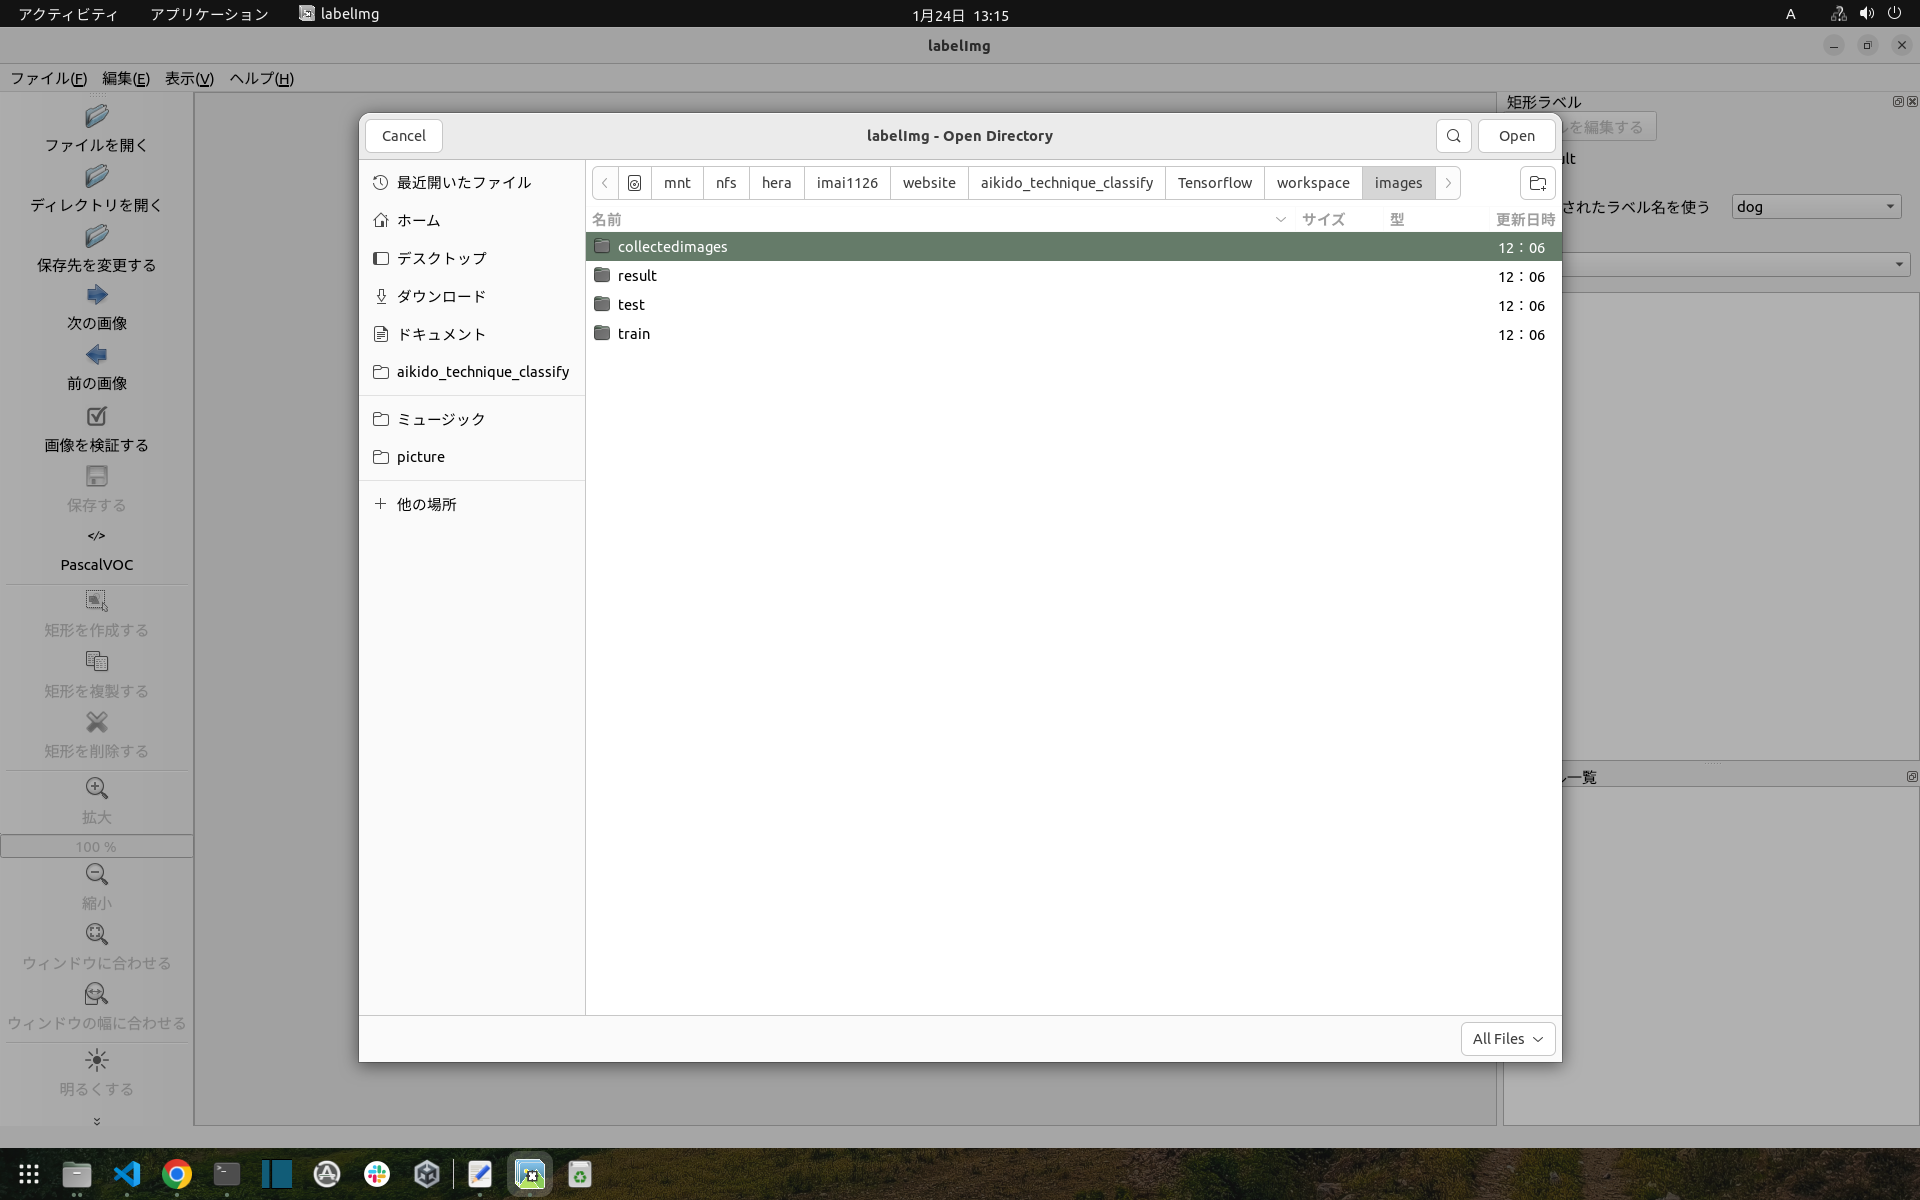 アクティビティ アプリケーション labelImg 1月24日 13:15 A
labelImg
ファイル(F) 編集(E) 表示(V) ヘルプ(H)
ファイルを開く
ディレクトリを開く
保存先を変更する
次の画像
前の画像
画像を検証する
保存する
</>
PascalVOC
矩形を作成する
矩形を複製する
矩形を削除する
拡大
100 %
縮小
ウィンドウに合わせる
ウィンドウの幅に合わせる
明るくする
Cancel labelImg - Open Directory Open
最近開いたファイル
ホーム
デスクトップ
ダウンロード
ドキュメント
aikido_technique_classify
ミュージック
picture
他の場所
mnt nfs hera imai1126 website aikido_technique_classify Tensorflow workspace images
名前 サイズ 型 更新日時
collectedimages 12:06
result 12:06
test 12:06
train 12:06
All Files
矩形ラベル
を編集する
ult
されたラベル名を使う dog
ル一覧